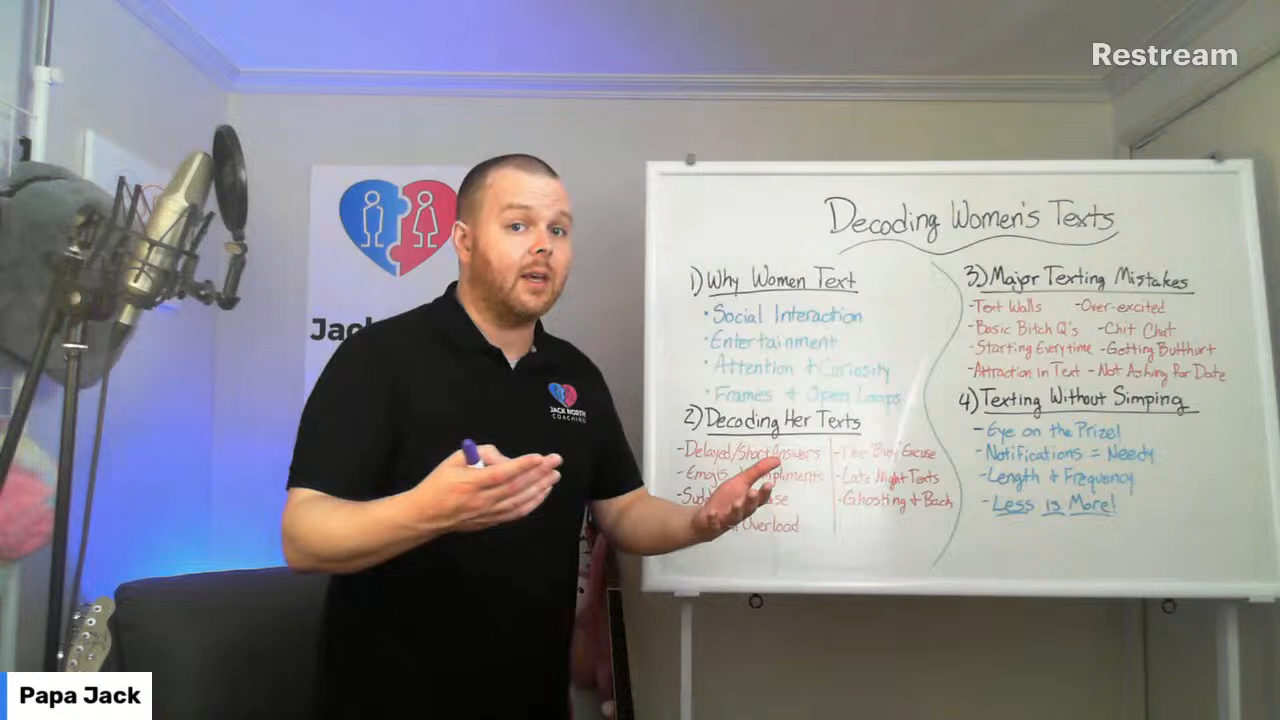 Restream
Jack
JACK NORTH
COACHING
Decoding Women's Texts
1) Why Women Text
• Social Interaction
• Entertainment
• Attention + Curiosity
• Frames + Open Loops
2) Decoding Her Texts
- Delayed/Short Answers
- Emojis
Overload
- "Busy" Excuse
- Late Night Texts
- Ghosting + Back
3) Major Texting Mistakes
- Text Walls - Over-excited
- Basic Bitch Q's - Chit Chat
- Starting Everytime - Getting Butthurt
- Attraction in Text - Not Asking for Date
4) Texting Without Simping
- Eye on the Prize!
- Notifications = Needy
- Length + Frequency
- Less is More!
Papa Jack